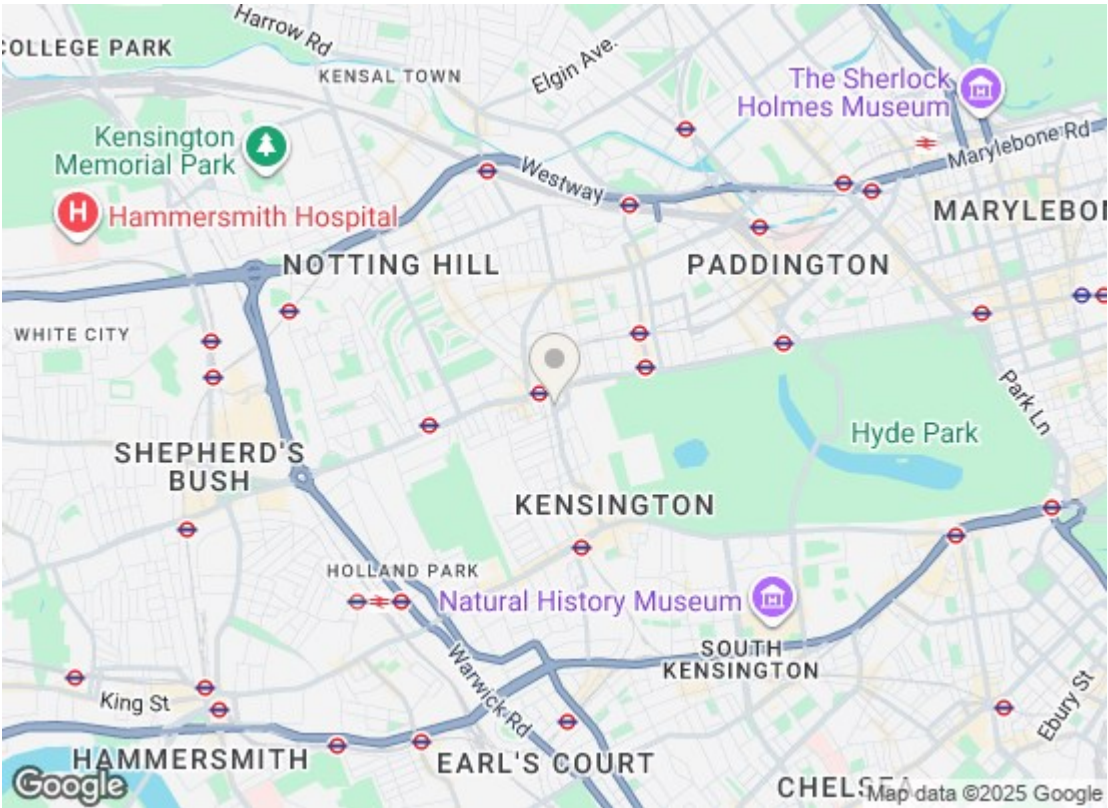 Harrow Rd
COLLEGE PARK
KENSAL TOWN
Elgin Ave.
The Sherlock
Holmes Museum
Kensington
Memorial Park
Marylebone Rd
Westway
H
Hammersmith Hospital
MARYLEBON
NOTTING HILL
PADDINGTON
WHITE CITY
Park Ln
Hyde Park
SHEPHERD'S
BUSH
KENSINGTON
HOLLAND PARK
Natural History Museum
SOUTH
KENSINGTON
Warwick Rd
King St
Ebury St
HAMMERSMITH
EARL'S COURT
CHELSEA
Google
Map data ©2025 Google